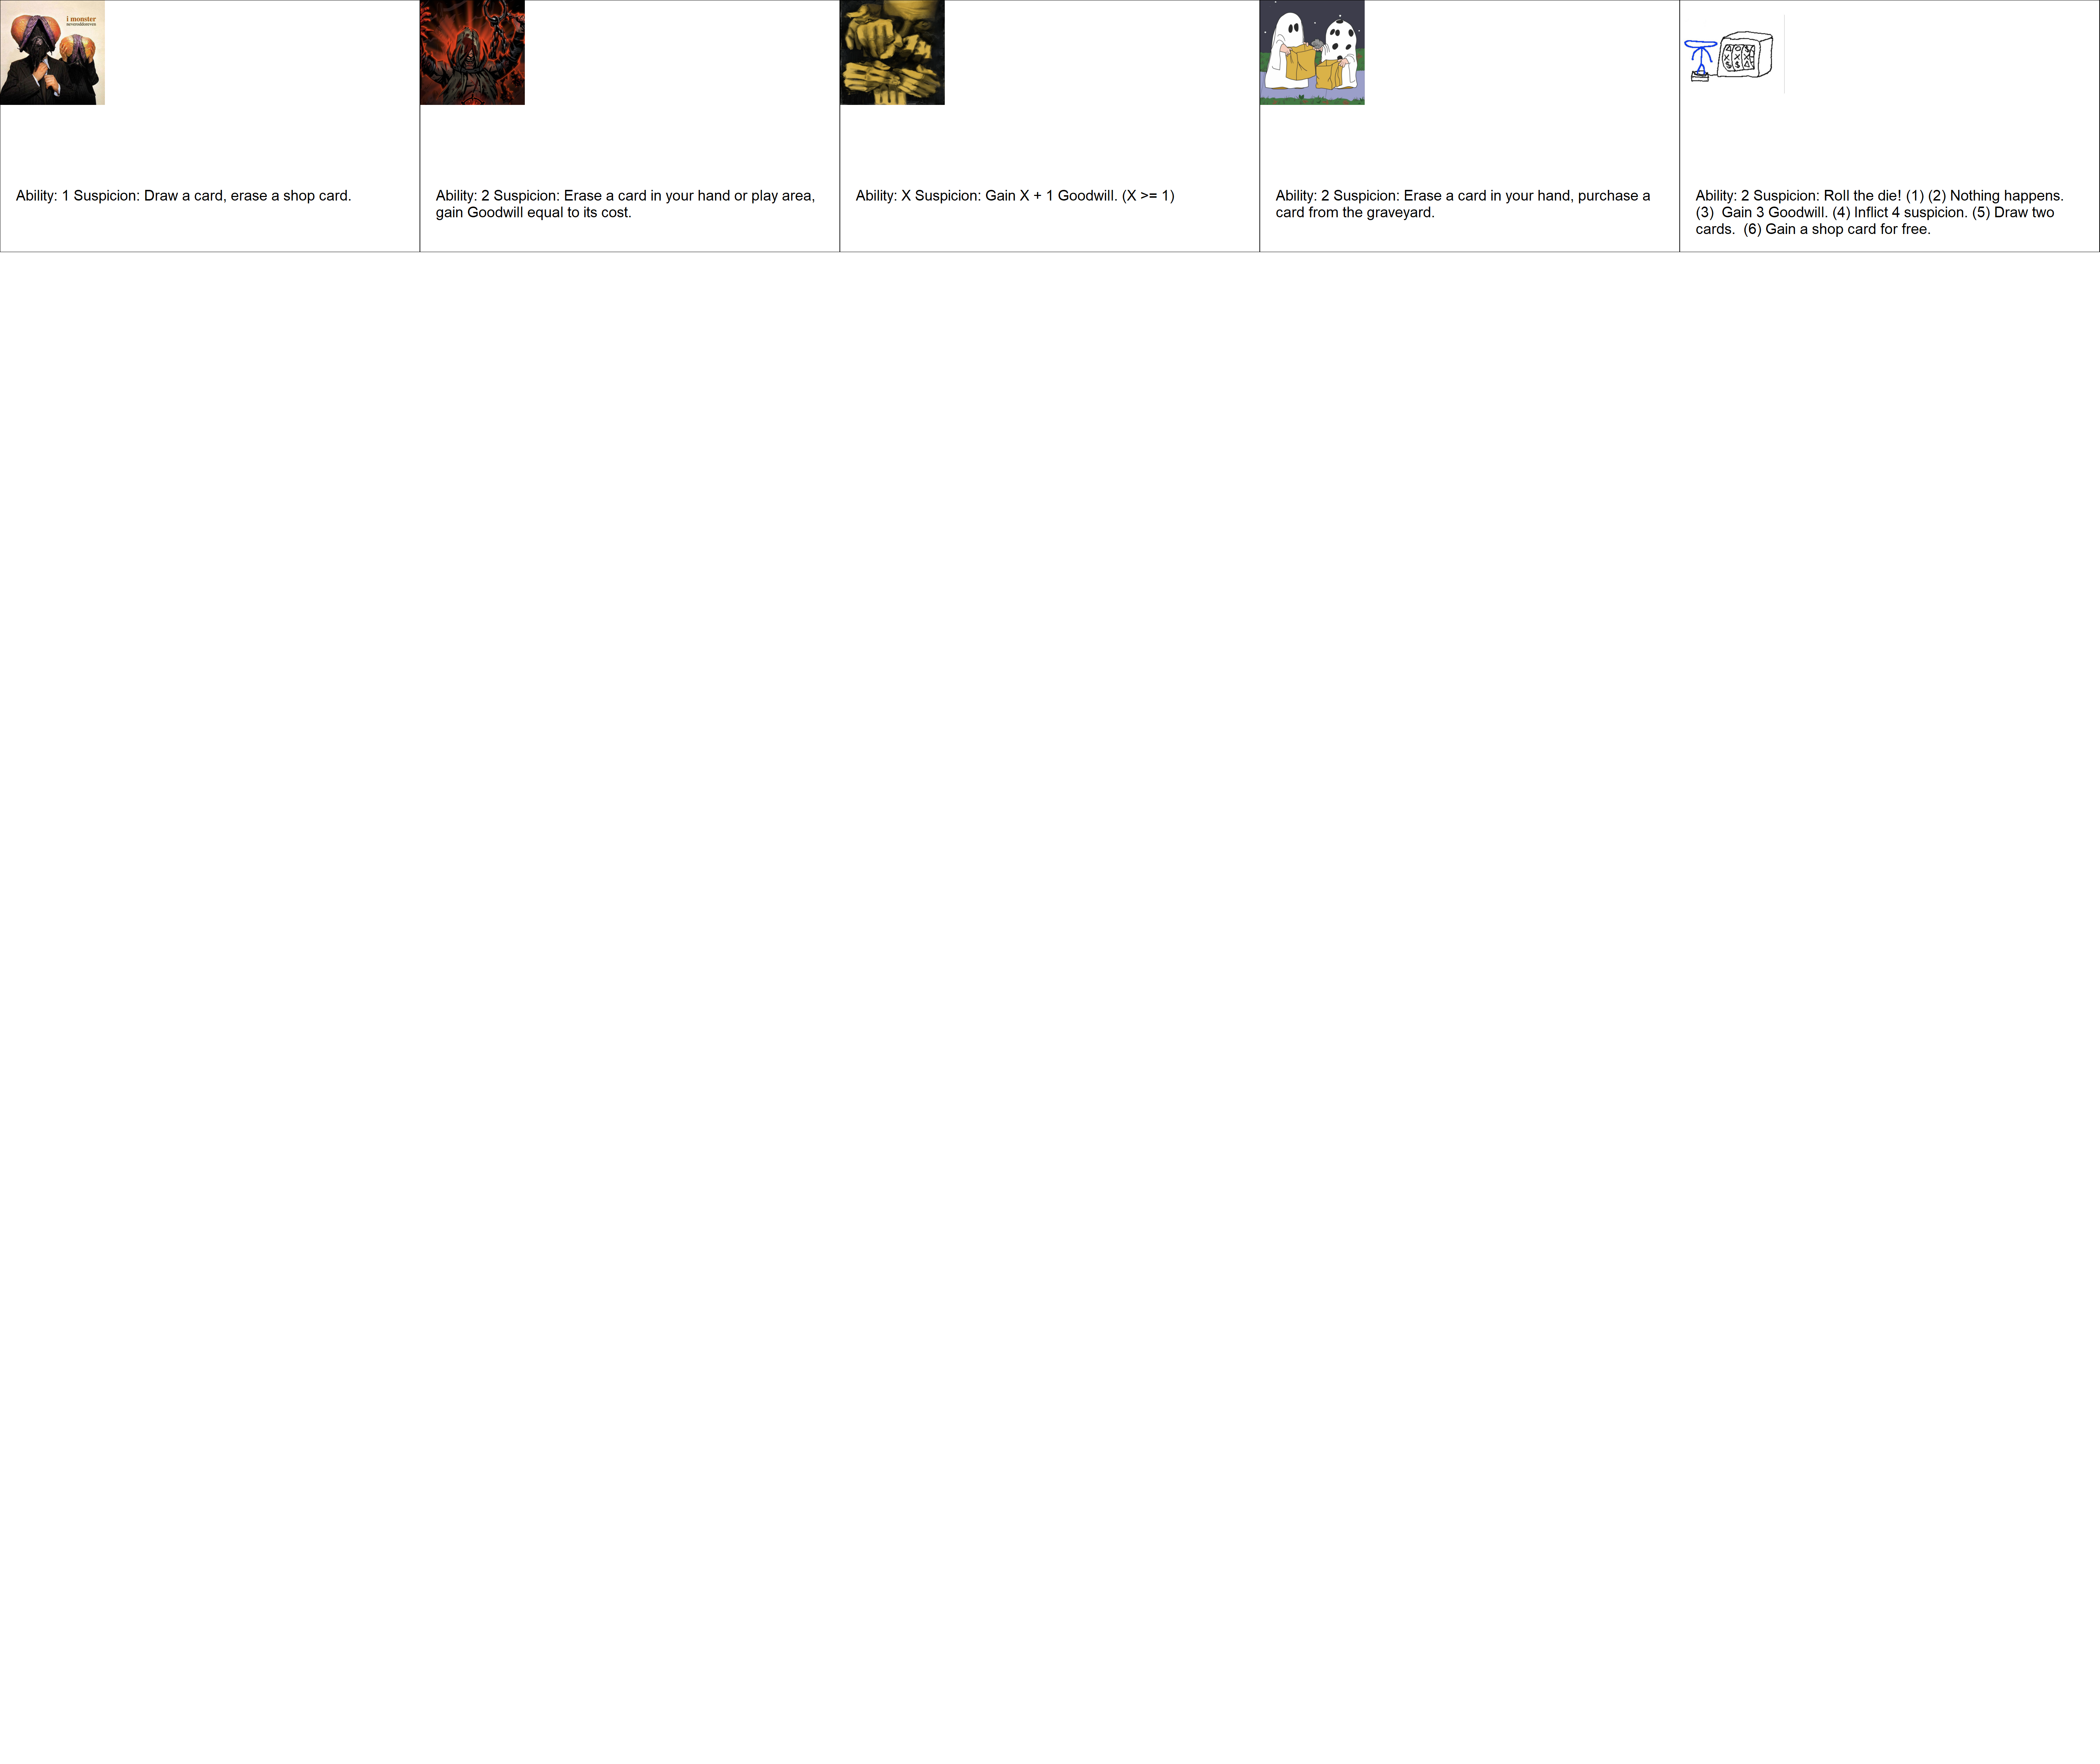 i monster
neveroddoreven
Ability: 1 Suspicion: Draw a card, erase a shop card.
Ability: 2 Suspicion: Erase a card in your hand or play area,
gain Goodwill equal to its cost.
Ability: X Suspicion: Gain X + 1 Goodwill. (X >= 1)
Ability: 2 Suspicion: Erase a card in your hand, purchase a
card from the graveyard.
Ability: 2 Suspicion: Roll the die! (1) (2) Nothing happens.
(3)  Gain 3 Goodwill. (4) Inflict 4 suspicion. (5) Draw two
cards.  (6) Gain a shop card for free.